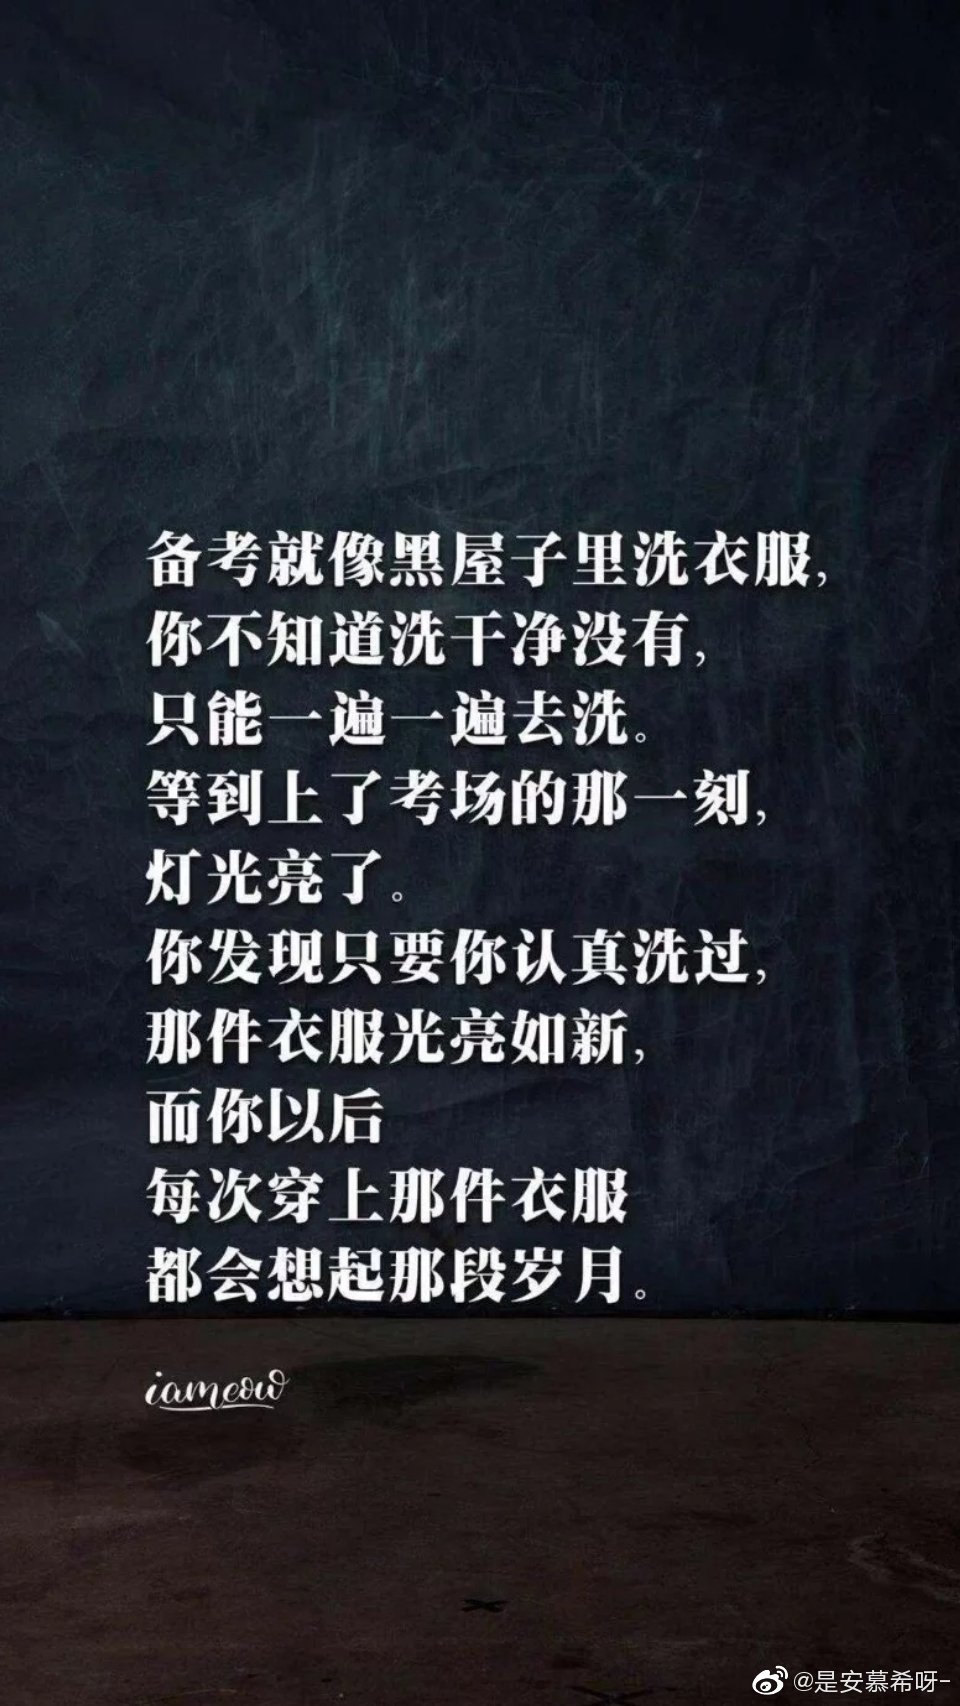 备考就像黑屋子里洗衣服,
你不知道洗干净没有,
只能一遍一遍去洗。
等到上了考场的那一刻,
灯光亮了。
你发现只要你认真洗过,
那件衣服光亮如新,
而你以后
每次穿上那件衣服
都会想起那段岁月。
iameow
@是安慕希呀-